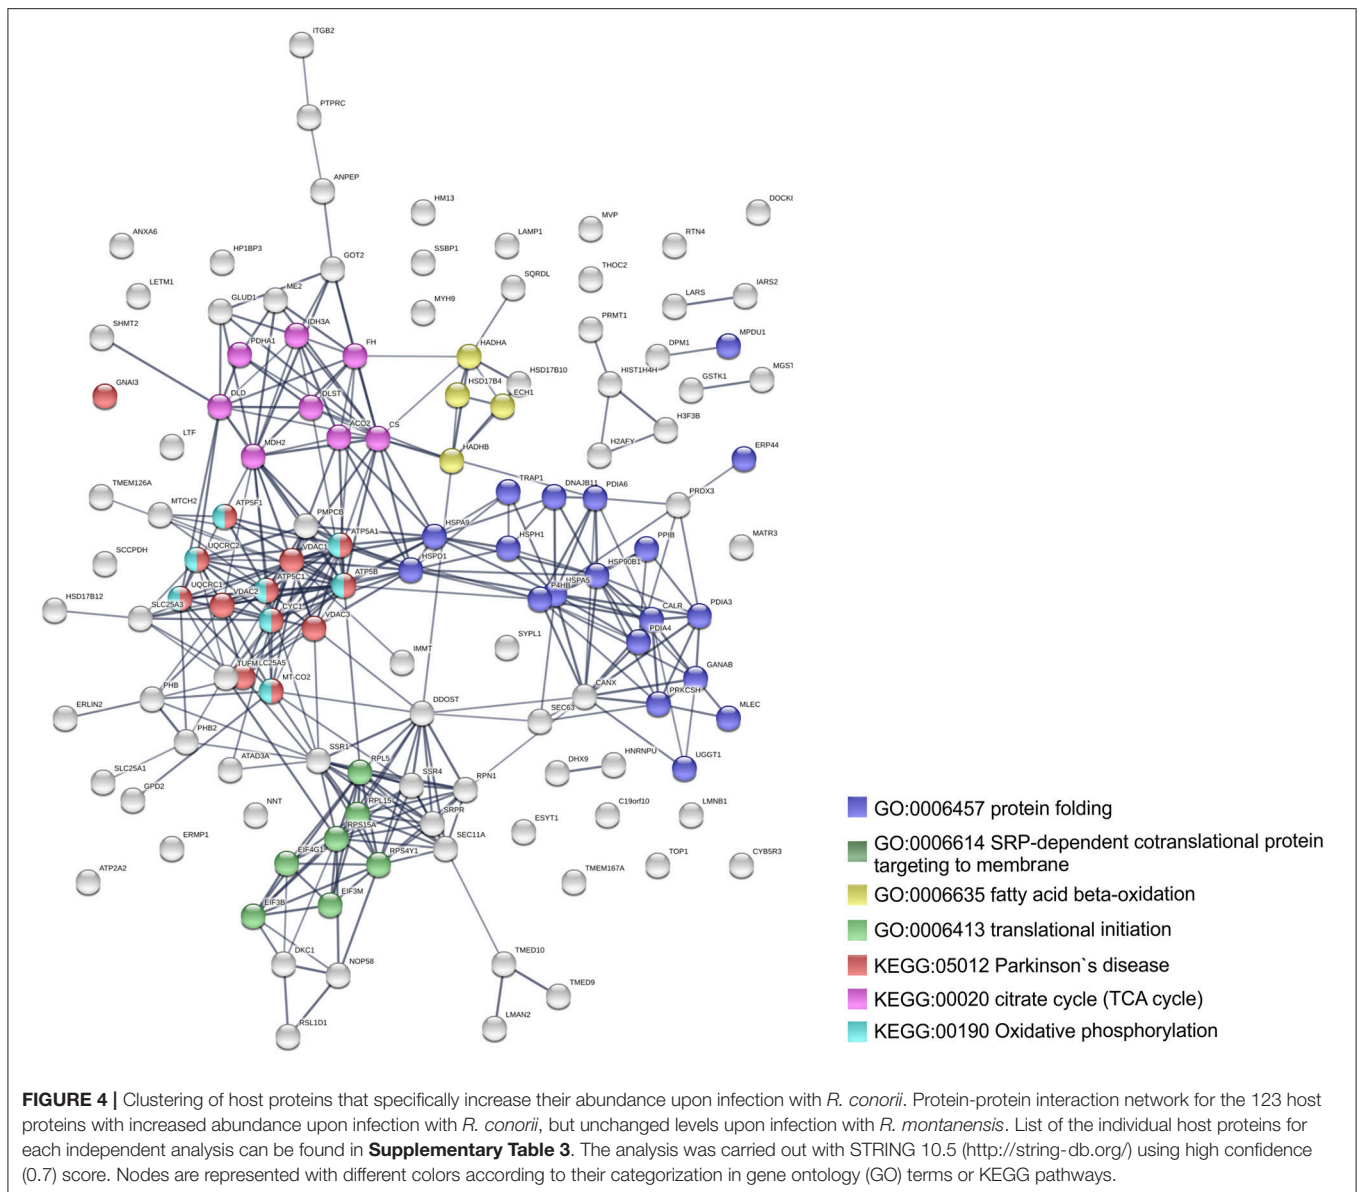 ITGB2
PTPRC
ANPEP
HM13
DOCK
MVP
ANXA6
LAMP1
RTN4
HP1BP3
SSBP1
GOT2
THOC2
SQRDL
LETM1
ME2
IARS2
GLUD1
MYH9
LARS
PRMT1
SHMT2
IDH3A
MPDU1
PDHA1
FH
HADHA
DPM1
HSD17B10
MGST
GNAI3
HIST1H4H
GSTK1
HSD17B4
DLD
DLST
ECH1
H3F3B
ACO2
CS
LTF
MDH2
HADHB
H2AFY
ERP44
TRAP1
DNAJB11
PDIA6
TMEM126A
PRDX3
MTCH2
ATP5F1
PMPCB
HSPA9
ATP5A1
HSPH1
PPIB
MATR3
UQCRC2
VDAC1
SCCPDH
HSPD1
HSP90B1
ATP5C1
ATP5B
UQCRC1
P4HB
HSPA5
VDAC2
HSD17B12
SLC25A3
CYC1
CALR
PDIA3
VDAC3
PDIA4
SYPL1
IMMT
TUFM
LC25A5
GANAB
MT-CO2
PHB
CANX
PRKCSH
ERLIN2
DDOST
MLEC
SEC63
PHB2
SSR1
HNRNPU
ATAD3A
RPL5
DHX9
UGGT1
SLC25A1
SSR4
RPN1
GPD2
NNT
RPL15
SRPR
C19orf10
LMNB1
RPS15A
ESYT1
ERMP1
SEC11A
EIF4G1
RPS4Y1
TOP1
CYB5R3
ATP2A2
TMEM167A
EIF3M
EIF3B
DKC1
TMED10
NOP58
TMED9
LMAN2
RSL1D1
GO:0006457 protein folding
GO:0006614 SRP-dependent cotranslational protein
targeting to membrane
GO:0006635 fatty acid beta-oxidation
GO:0006413 translational initiation
KEGG:05012 Parkinson`s disease
KEGG:00020 citrate cycle (TCA cycle)
KEGG:00190 Oxidative phosphorylation
FIGURE 4 | Clustering of host proteins that specifically increase their abundance upon infection with R. conorii. Protein-protein interaction network for the 123 host
proteins with increased abundance upon infection with R. conorii, but unchanged levels upon infection with R. montanensis. List of the individual host proteins for
each independent analysis can be found in Supplementary Table 3. The analysis was carried out with STRING 10.5 (http://string-db.org/) using high confidence
(0.7) score. Nodes are represented with different colors according to their categorization in gene ontology (GO) terms or KEGG pathways.